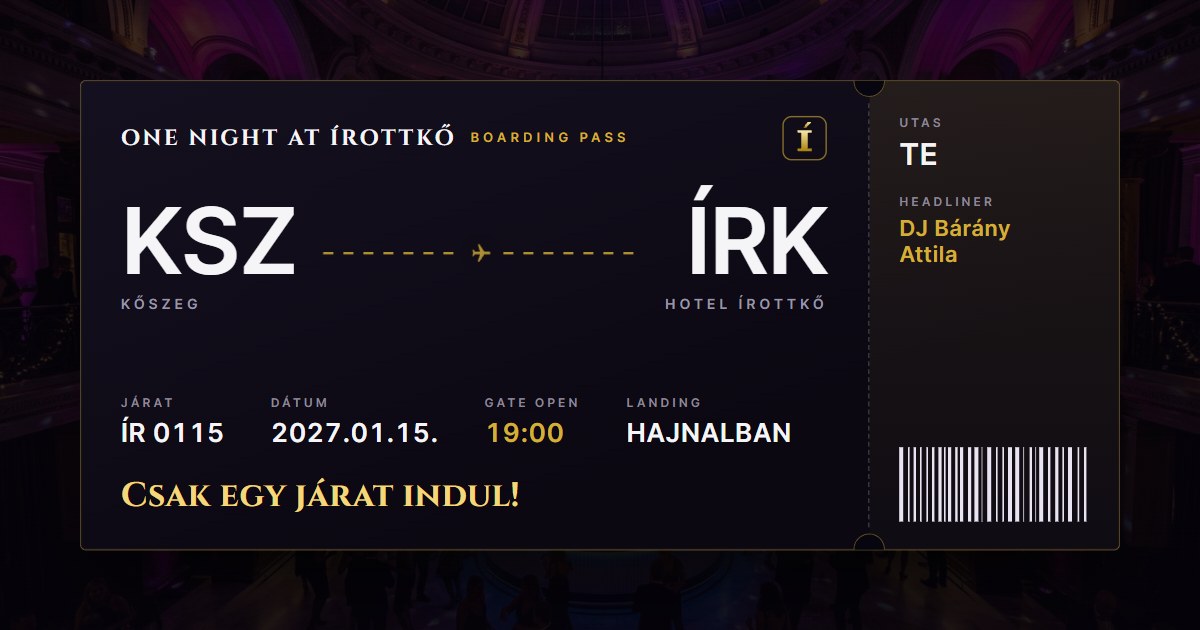 ONE NIGHT AT ÍROTTKŐ BOARDING PASS
Í
KSZ
ÍRK
KŐSZEG
HOTEL ÍROTTKŐ
JÁRAT
DÁTUM
GATE OPEN
LANDING
ÍR 0115
2027.01.15.
19:00
HAJNALBAN
CSAK EGY JÁRAT INDUL!
UTAS
TE
HEADLINER
DJ Bárány
Attila